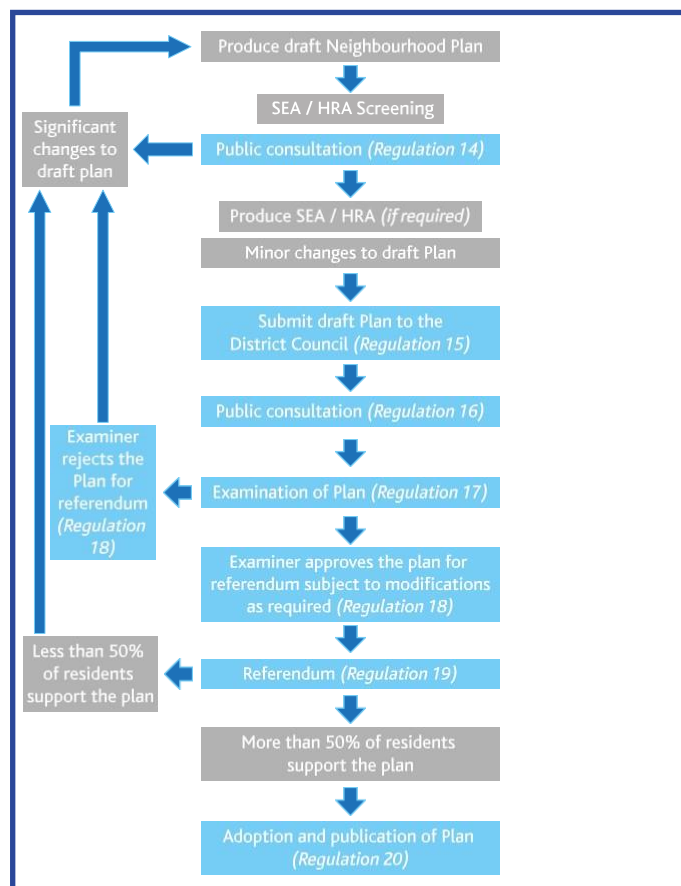 Produce draft Neighbourhood Plan
SEA / HRA Screening
Significant
changes to
draft plan
Public consultation (Regulation 14)
Produce SEA / HRA (if required)
Minor changes to draft Plan
Submit draft Plan to the
District Council (Regulation 15)
Public consultation (Regulation 16)
Examiner
rejects the
Plan for
referendum
(Regulation
18)
Examination of Plan (Regulation 17)
Examiner approves the plan for
referendum subject to modifications
as required (Regulation 18)
Less than 50%
of residents
support the plan
Referendum (Regulation 19)
More than 50% of residents
support the plan
Adoption and publication of Plan
(Regulation 20)